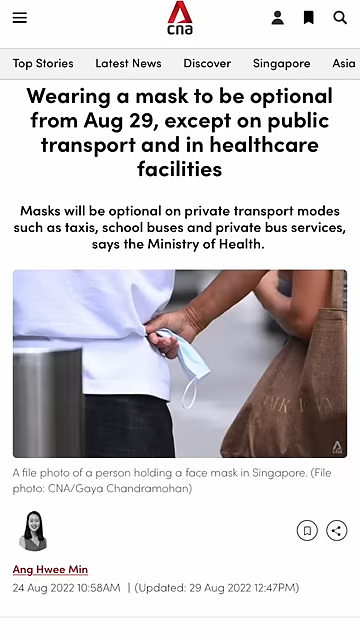 cna
Top Stories Latest News Discover Singapore Asia
Wearing a mask to be optional
from Aug 29, except on public
transport and in healthcare
facilities
Masks will be optional on private transport modes
such as taxis, school buses and private bus services,
says the Ministry of Health.
A file photo of a person holding a face mask in Singapore. (File
photo: CNA/Gaya Chandramohan)
Ang Hwee Min
24 Aug 2022 10:58AM | (Updated: 29 Aug 2022 12:47PM)